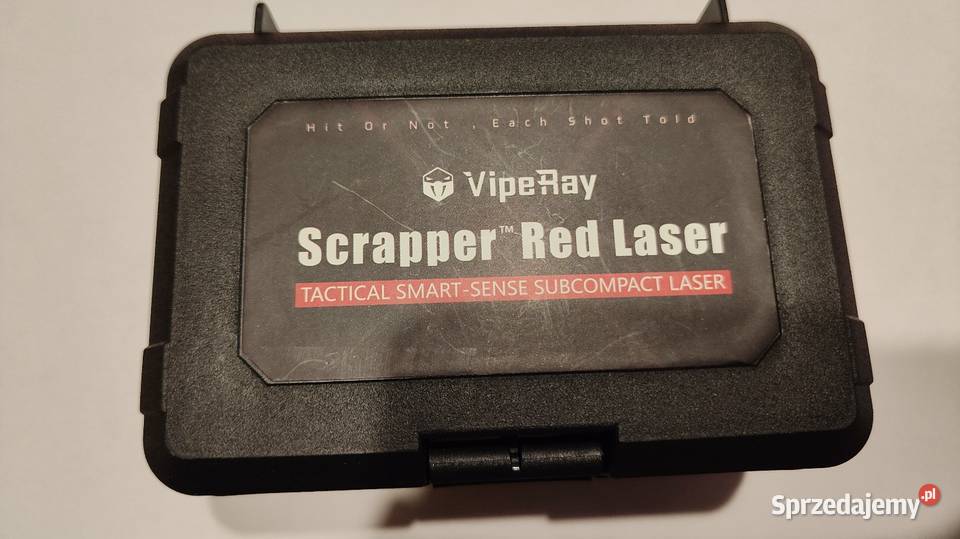 Hit Or Not , Each Shot Told
VipeRay
Scrapper™ Red Laser
TACTICAL SMART-SENSE SUBCOMPACT LASER
Sprzedajemy.pl